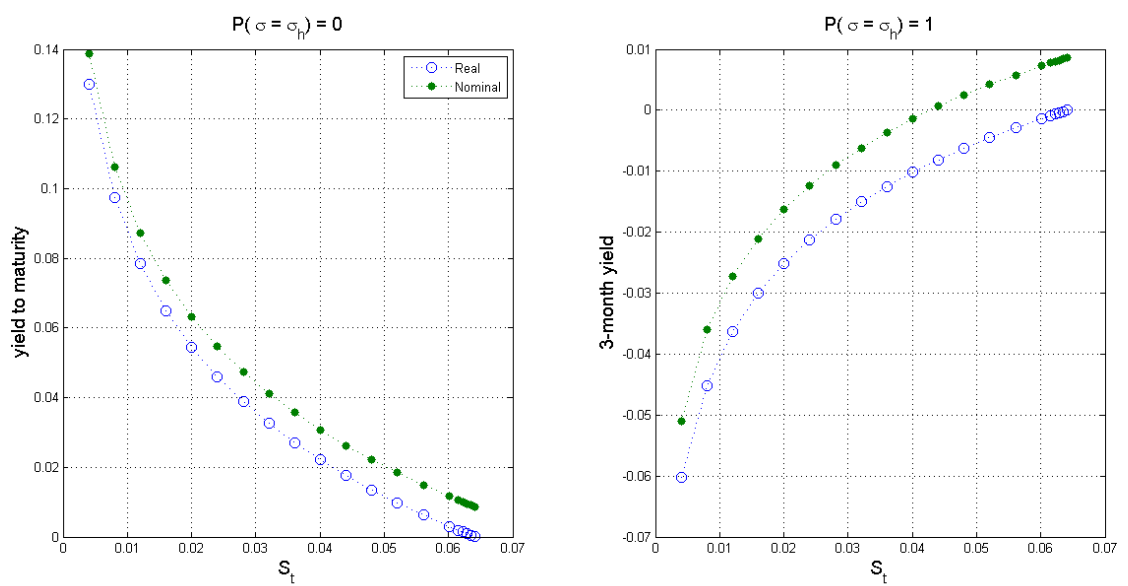 P( σ = σh) = 0
yield to maturity
0.14
0.12
0.1
0.08
0.06
0.04
0.02
0
0 0.01 0.02 0.03 0.04 0.05 0.06 0.07
St
Real
Nominal
P( σ = σh) = 1
3-month yield
0.01
0
-0.01
-0.02
-0.03
-0.04
-0.05
-0.06
-0.07
0 0.01 0.02 0.03 0.04 0.05 0.06 0.07
St